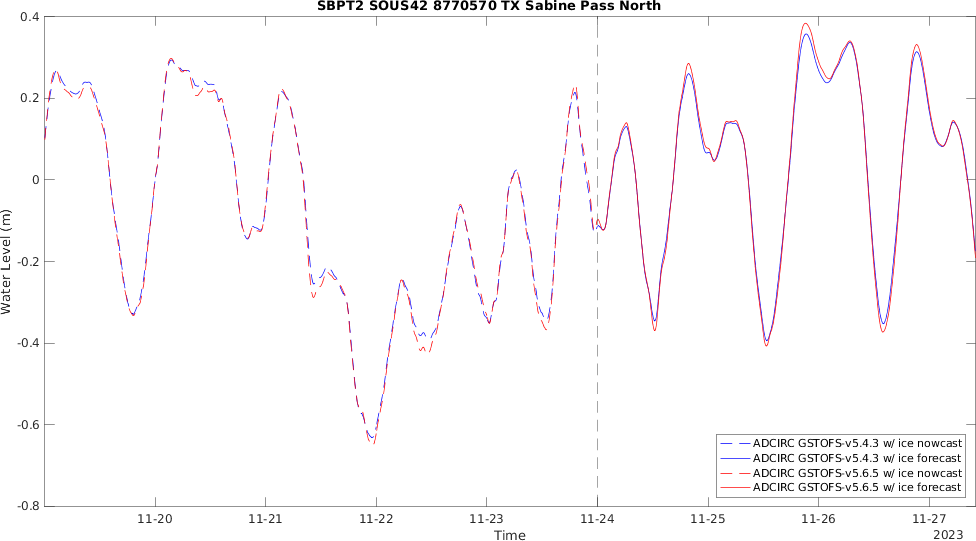 SBPT2 SOUS42 8770570 TX Sabine Pass North
0.4
0.2
0
-0.2
-0.4
-0.6
-0.8
Water Level (m)
ADCIRC GSTOFS-v5.4.3 w/ ice nowcast
ADCIRC GSTOFS-v5.4.3 w/ ice forecast
ADCIRC GSTOFS-v5.6.5 w/ ice nowcast
ADCIRC GSTOFS-v5.6.5 w/ ice forecast
11-20 11-21 11-22 11-23 11-24 11-25 11-26 11-27
Time
2023